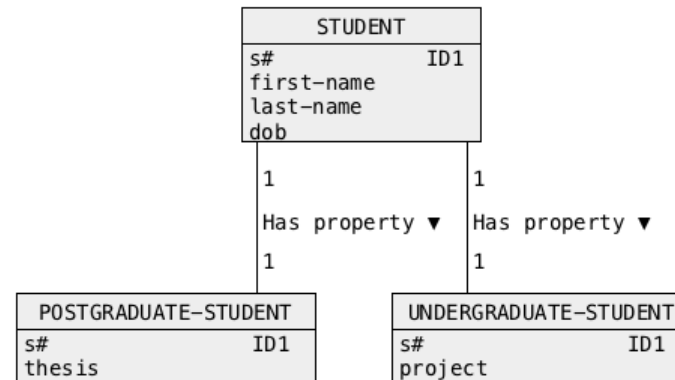 STUDENT
s# ID1
first-name
last-name
dob
1 1
Has property ▼ Has property ▼
1 1
POSTGRADUATE-STUDENT UNDERGRADUATE-STUDENT
s# ID1 s# ID1
thesis project